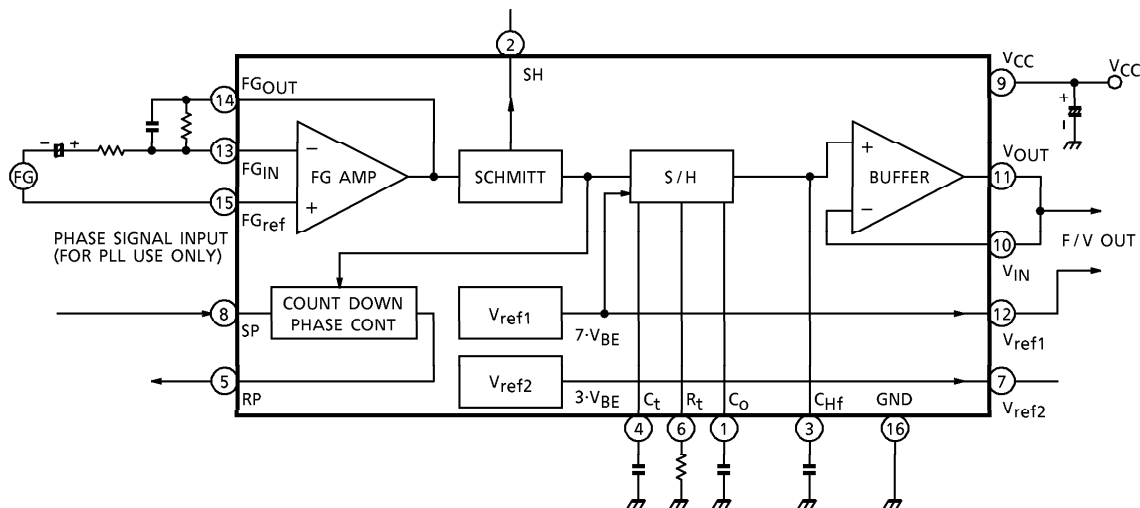 2
SH
VCC
9
VCC
+
-
14
FGOUT
- +
13
FGIN
FG
15
FGref
-
FG AMP
+
SCHMITT
S/H
+
BUFFER
-
VOUT
11
10
VIN
F/V OUT
PHASE SIGNAL INPUT
(FOR PLL USE ONLY)
8
SP
COUNT DOWN
PHASE CONT
Vref1
7·VBE
12
Vref1
5
RP
Vref2
3·VBE
7
Vref2
Ct
Rt
Co
CHf
GND
4
6
1
3
16